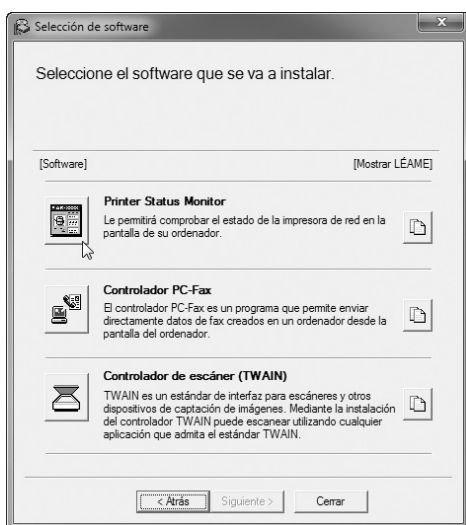 Selección de software
Seleccione el software que se va a instalar.
[Software]
[Mostrar LÉAME]
Printer Status Monitor
Le permitirá comprobar el estado de la impresora de red en la
pantalla de su ordenador.
Controlador PC-Fax
El controlador PC-Fax es un programa que permite enviar
directamente datos de fax creados en un ordenador desde la
pantalla del ordenador.
Controlador de escáner (TWAIN)
TWAIN es un estándar de interfaz para escáneres y otros
dispositivos de captación de imágenes. Mediante la instalación
del controlador TWAIN puede escanear utilizando cualquier
aplicación que admita el estándar TWAIN.
< Atrás
Siguiente >
Cerrar